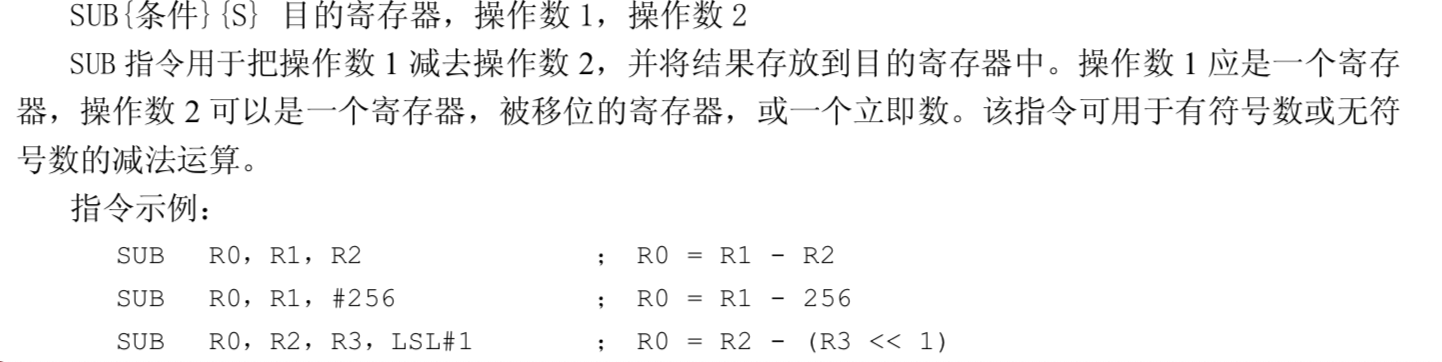 SUB{条件}{S} 目的寄存器，操作数 1，操作数 2
SUB 指令用于把操作数 1 减去操作数 2，并将结果存放到目的寄存器中。操作数 1 应是一个寄存
器，操作数 2 可以是一个寄存器，被移位的寄存器，或一个立即数。该指令可用于有符号数或无符
号数的减法运算。
指令示例：
SUB R0，R1，R2 ； R0 = R1 - R2
SUB R0，R1，#256 ； R0 = R1 - 256
SUB R0，R2，R3，LSL#1 ； R0 = R2 - (R3 << 1)